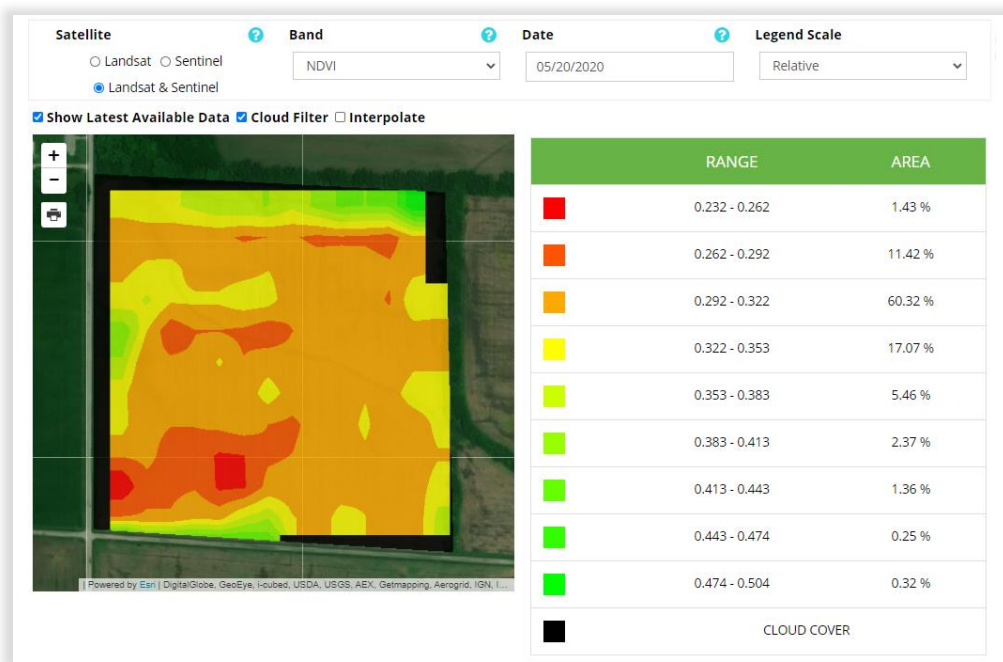 Satellite ? Band ? Date ? Legend Scale
Landsat Sentinel
Landsat & Sentinel
NDVI
05/20/2020
Relative
Show Latest Available Data Cloud Filter Interpolate
+
−
RANGE AREA
0.232 - 0.262 1.43 %
0.262 - 0.292 11.42 %
0.292 - 0.322 60.32 %
0.322 - 0.353 17.07 %
0.353 - 0.383 5.46 %
0.383 - 0.413 2.37 %
0.413 - 0.443 1.36 %
0.443 - 0.474 0.25 %
0.474 - 0.504 0.32 %
CLOUD COVER
| Powered by Esri | DigitalGlobe, GeoEye, i-cubed, USDA, USGS, AEX, Getmapping, Aerogrid, IGN, I...